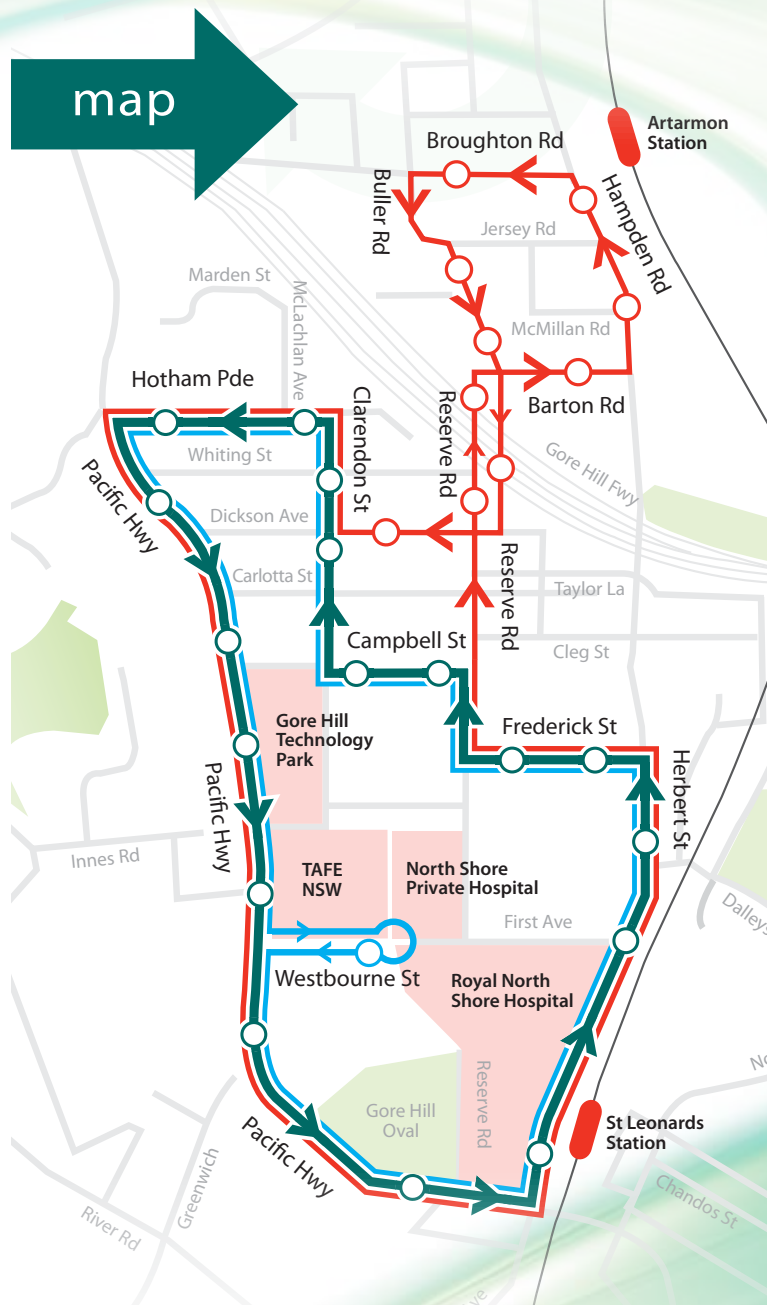 map
Artarmon
Station
Broughton Rd
Buller Rd
Hampden Rd
Jersey Rd
Marden St
McLachlan Ave
McMillan Rd
Hotham Pde
Clarendon St
Reserve Rd
Barton Rd
Whiting St
Gore Hill Fwy
Pacific Hwy
Dickson Ave
Reserve Rd
Carlotta St
Taylor La
Campbell St
Cleg St
Gore Hill
Technology
Park
Frederick St
Herbert St
Pacific Hwy
Innes Rd
TAFE
NSW
North Shore
Private Hospital
First Ave
Dalleys
Westbourne St
Royal North
Shore Hospital
Reserve Rd
No
Gore Hill
Oval
St Leonards
Station
Pacific Hwy
Greenwich
River Rd
Chandos St
ve